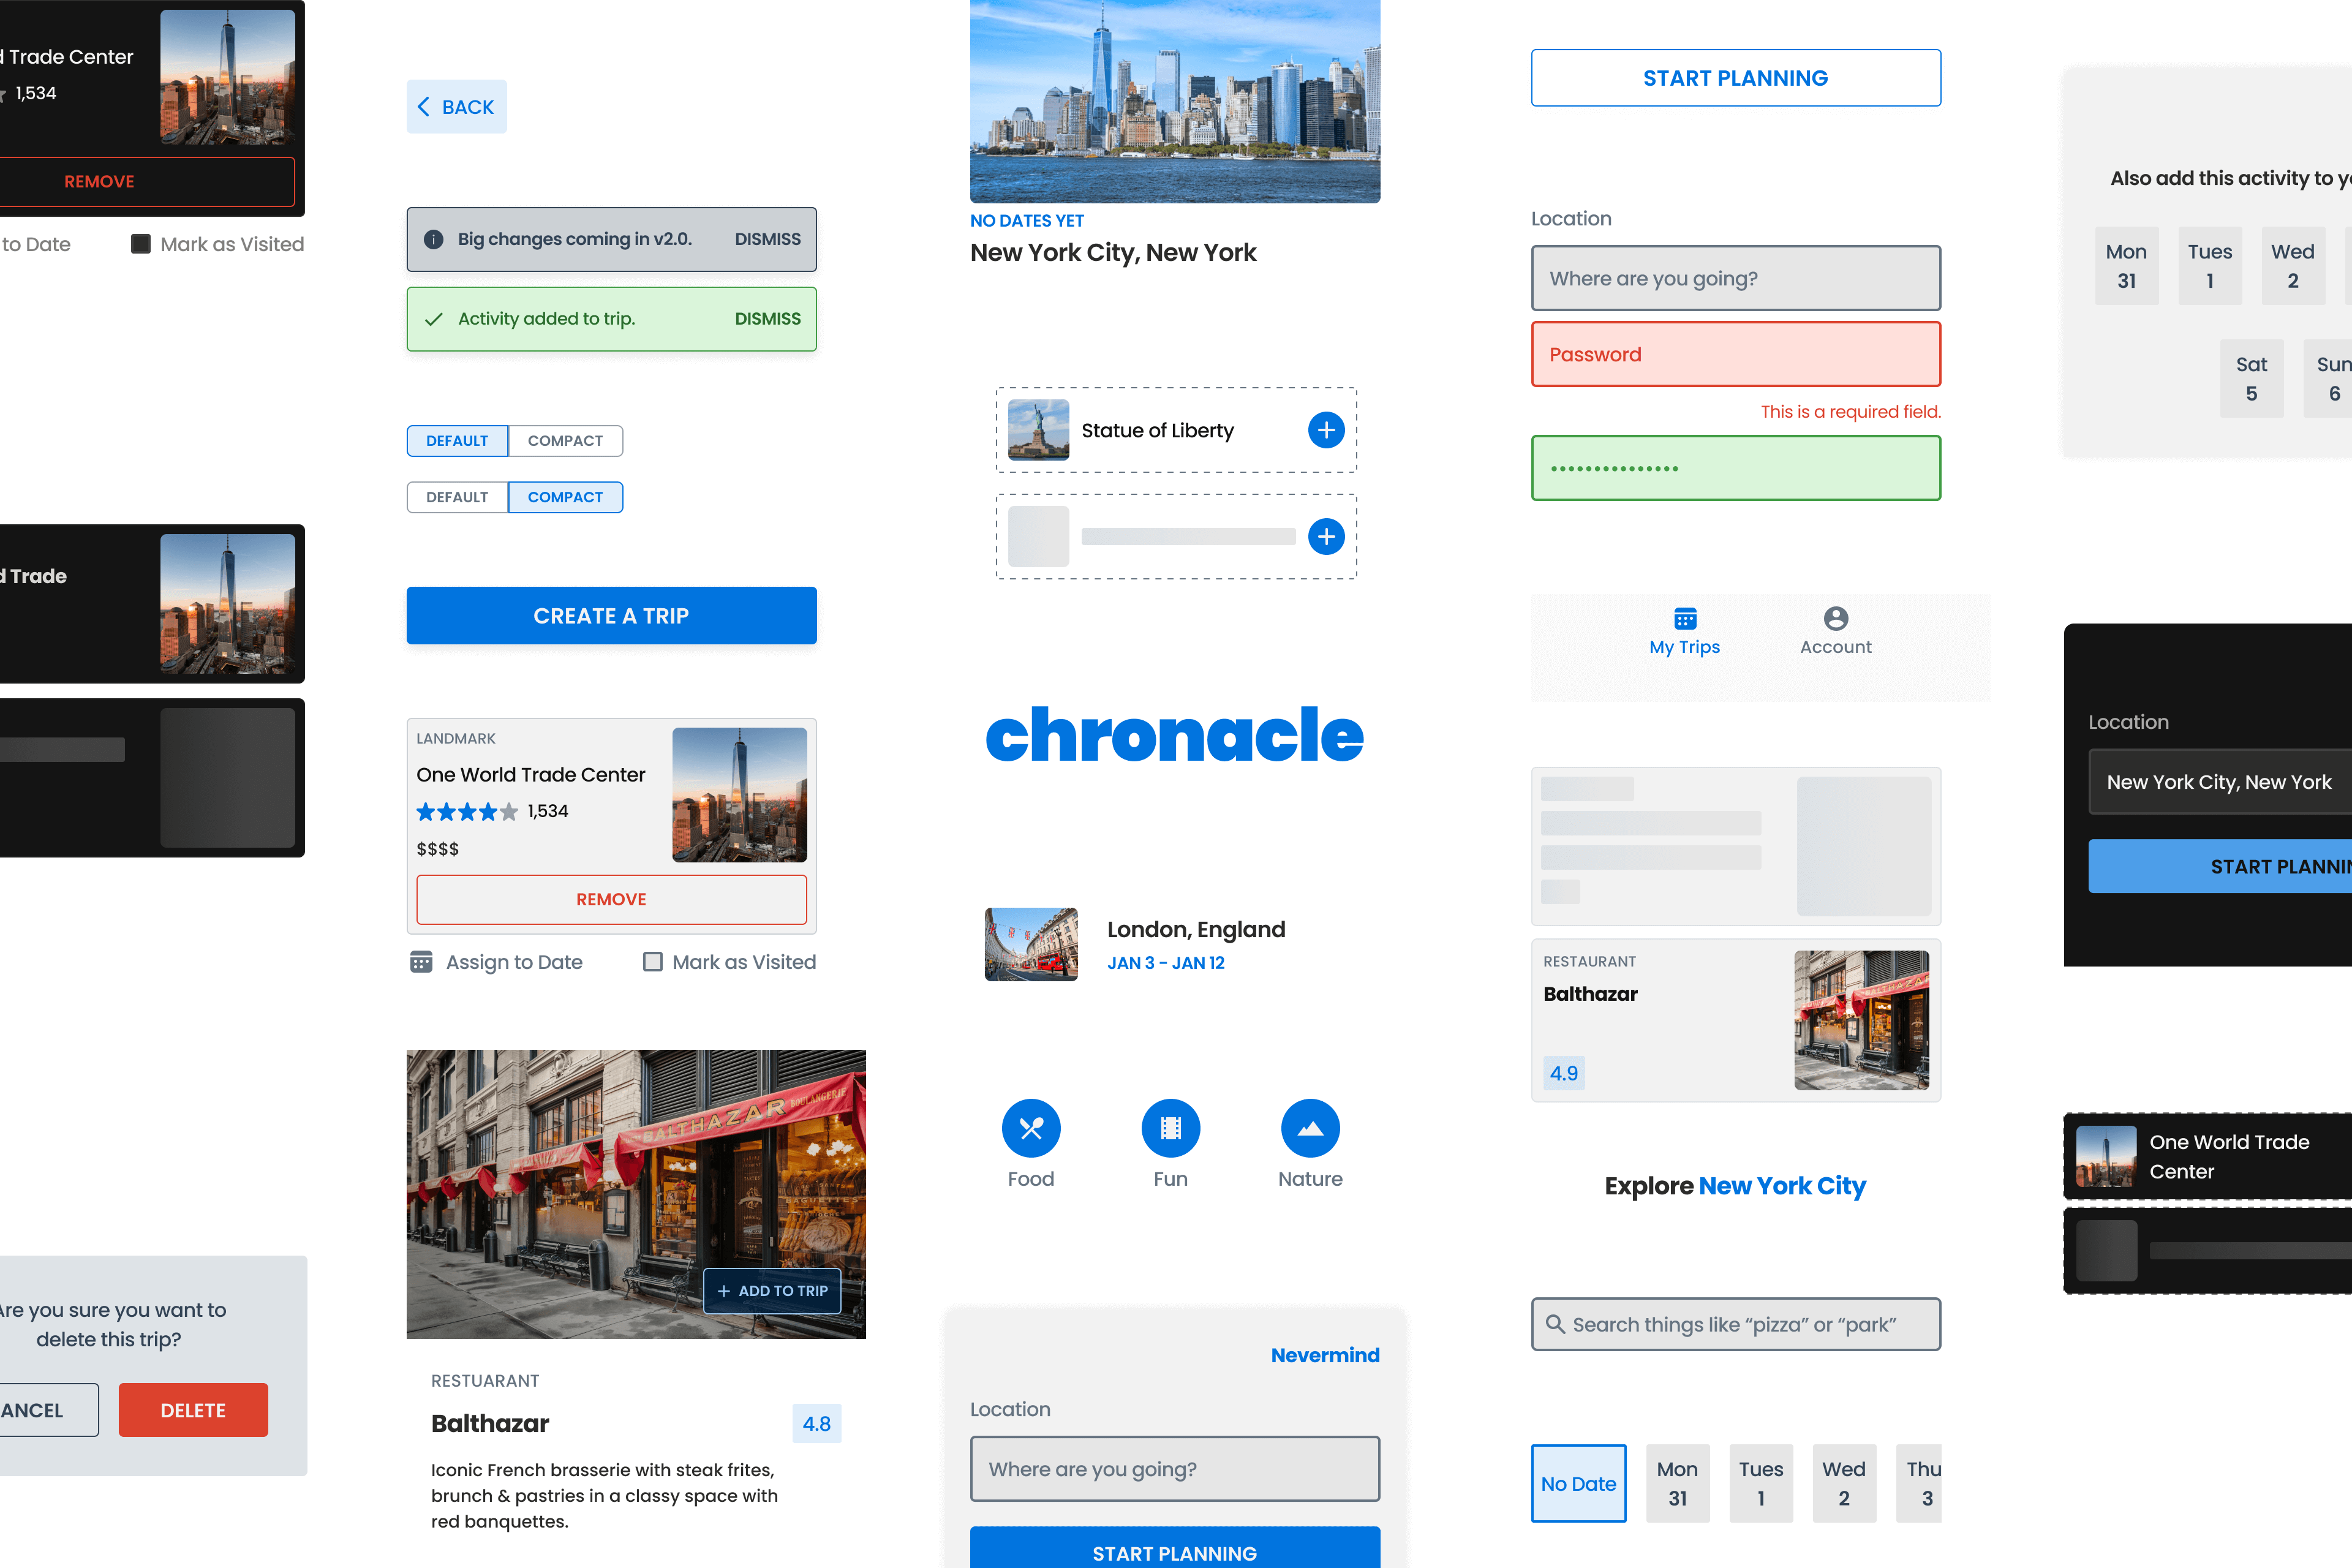 d Trade Center
1,534
REMOVE
to Date
Mark as Visited
d Trade
Are you sure you want to
delete this trip?
ANCEL
DELETE
BACK
Big changes coming in v2.0.
DISMISS
Activity added to trip.
DISMISS
DEFAULT
COMPACT
DEFAULT
COMPACT
CREATE A TRIP
LANDMARK
One World Trade Center
1,534
$$$$
REMOVE
Assign to Date
Mark as Visited
BALTHAZAR
BOULANGERIE
ADD TO TRIP
RESTUARANT
Balthazar
4.8
Iconic French brasserie with steak frites,
brunch & pastries in a classy space with
red banquettes.
NO DATES YET
New York City, New York
Statue of Liberty
chronacle
London, England
JAN 3 - JAN 12
Food
Fun
Nature
Nevermind
Location
Where are you going?
START PLANNING
START PLANNING
Location
Where are you going?
Password
This is a required field.
My Trips
Account
RESTAURANT
Balthazar
4.9
BALTHAZAR
Explore New York City
Search things like “pizza” or “park”
No Date
Mon
31
Tues
1
Wed
2
Thu
3
Also add this activity to y
Mon
31
Tues
1
Wed
2
Sat
5
Sun
6
Location
New York City, New York
START PLANNIN
One World Trade
Center